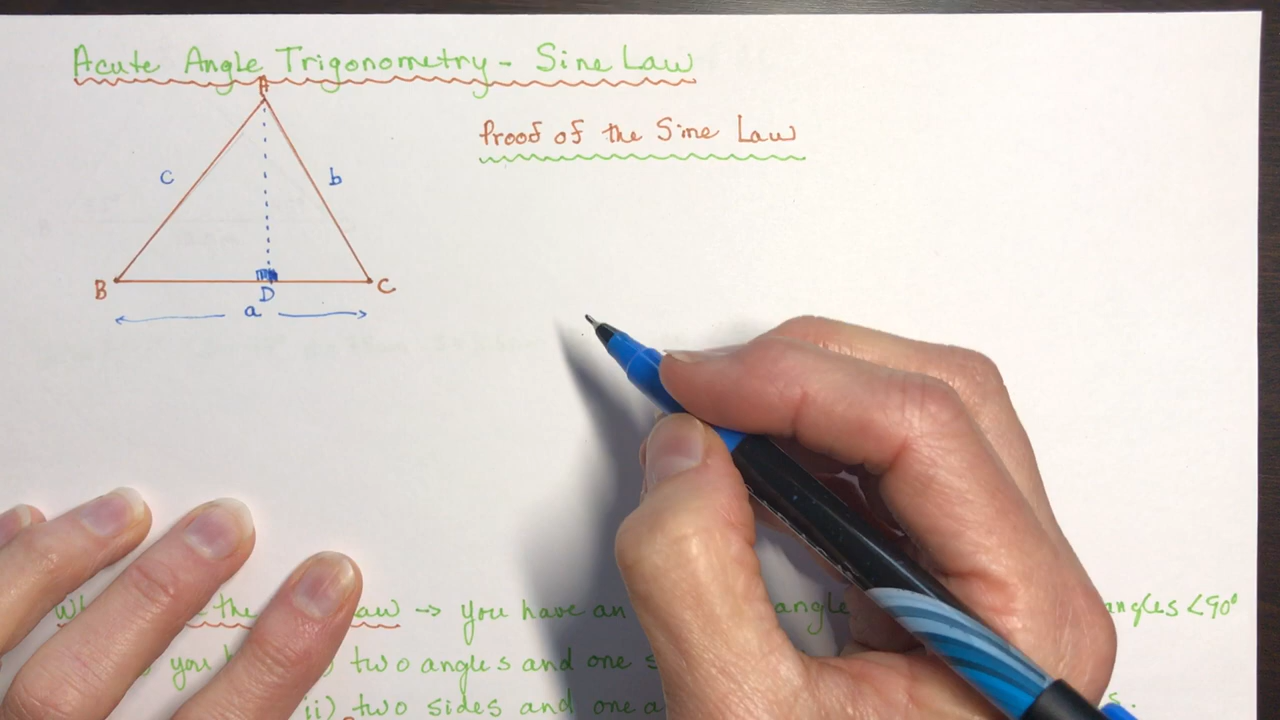 Acute Angle Trigonometry - Sine Law
A
Proof of the Sine Law
c
b
B
D
C
a
the → you have an angle angles <90°
you two angles and one
ii) two sides and one